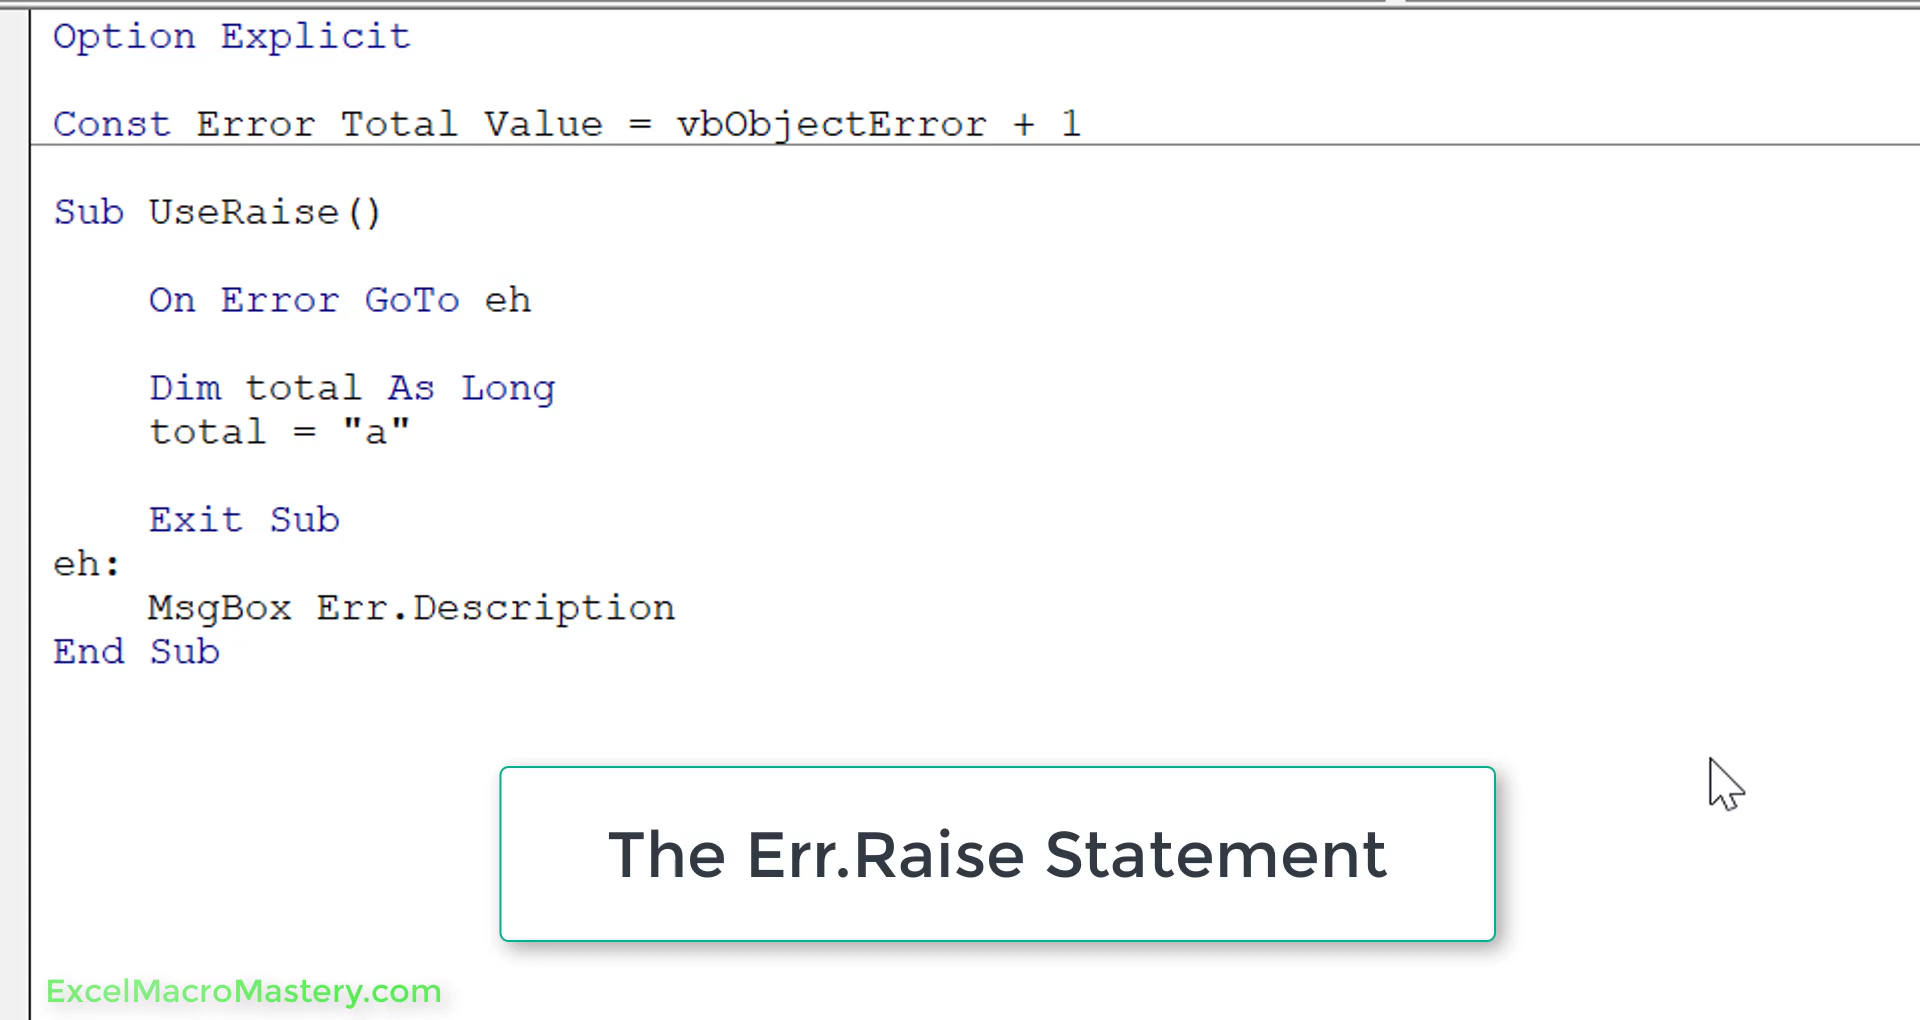 Option Explicit
Const Error Total Value = vbObjectError + 1
Sub UseRaise()
On Error GoTo eh
Dim total As Long
total = "a"
Exit Sub
eh:
MsgBox Err.Description
End Sub
The Err.Raise Statement
ExcelMacroMastery.com